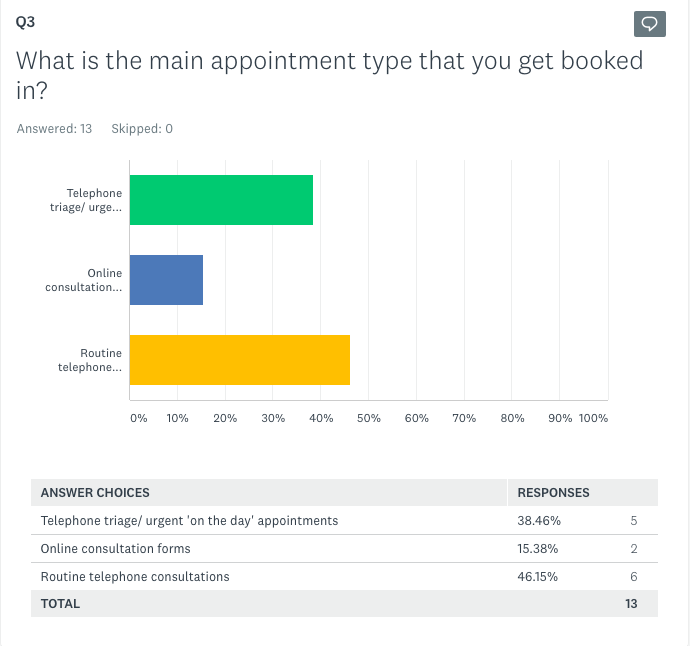 Q3
What is the main appointment type that you get booked
in?
Answered: 13 Skipped: 0
Telephone
triage/ urge...
Online
consultation...
Routine
telephone...
0% 10% 20% 30% 40% 50% 60% 70% 80% 90% 100%
ANSWER CHOICES RESPONSES
Telephone triage/ urgent 'on the day' appointments 38.46% 5
Online consultation forms 15.38% 2
Routine telephone consultations 46.15% 6
TOTAL 13